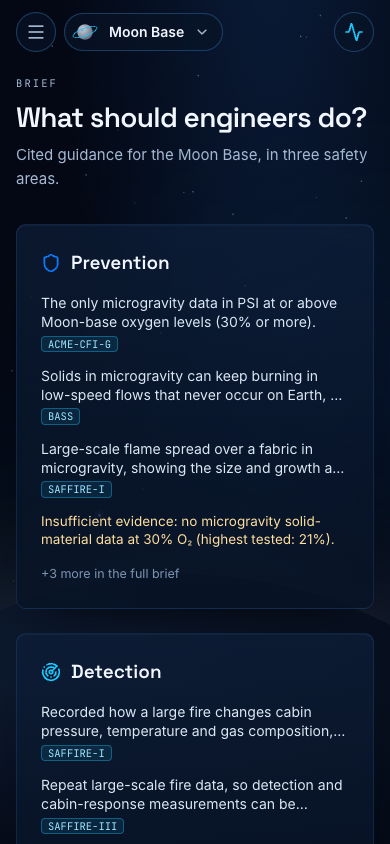 Moon Base
BRIEF
What should engineers do?
Cited guidance for the Moon Base, in three safety
areas.
Prevention
The only microgravity data in PSI at or above
Moon-base oxygen levels (30% or more).
ACME-CFI-G
Solids in microgravity can keep burning in
low-speed flows that never occur on Earth, ...
BASS
Large-scale flame spread over a fabric in
microgravity, showing the size and growth a...
SAFFIRE-I
Insufficient evidence: no microgravity solid-
material data at 30% O₂ (highest tested: 21%).
+3 more in the full brief
Detection
Recorded how a large fire changes cabin
pressure, temperature and gas composition,...
SAFFIRE-I
Repeat large-scale fire data, so detection and
cabin-response measurements can be...
SAFFIRE-III